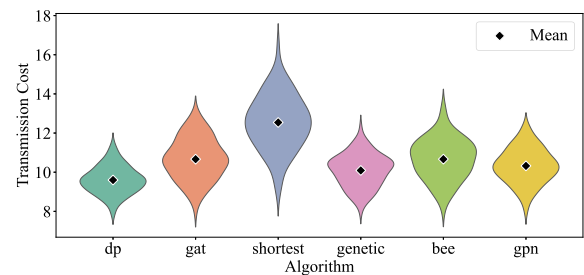 18
16
14
12
10
8
Transmission Cost
Mean
dp gat shortest genetic bee gpn
Algorithm